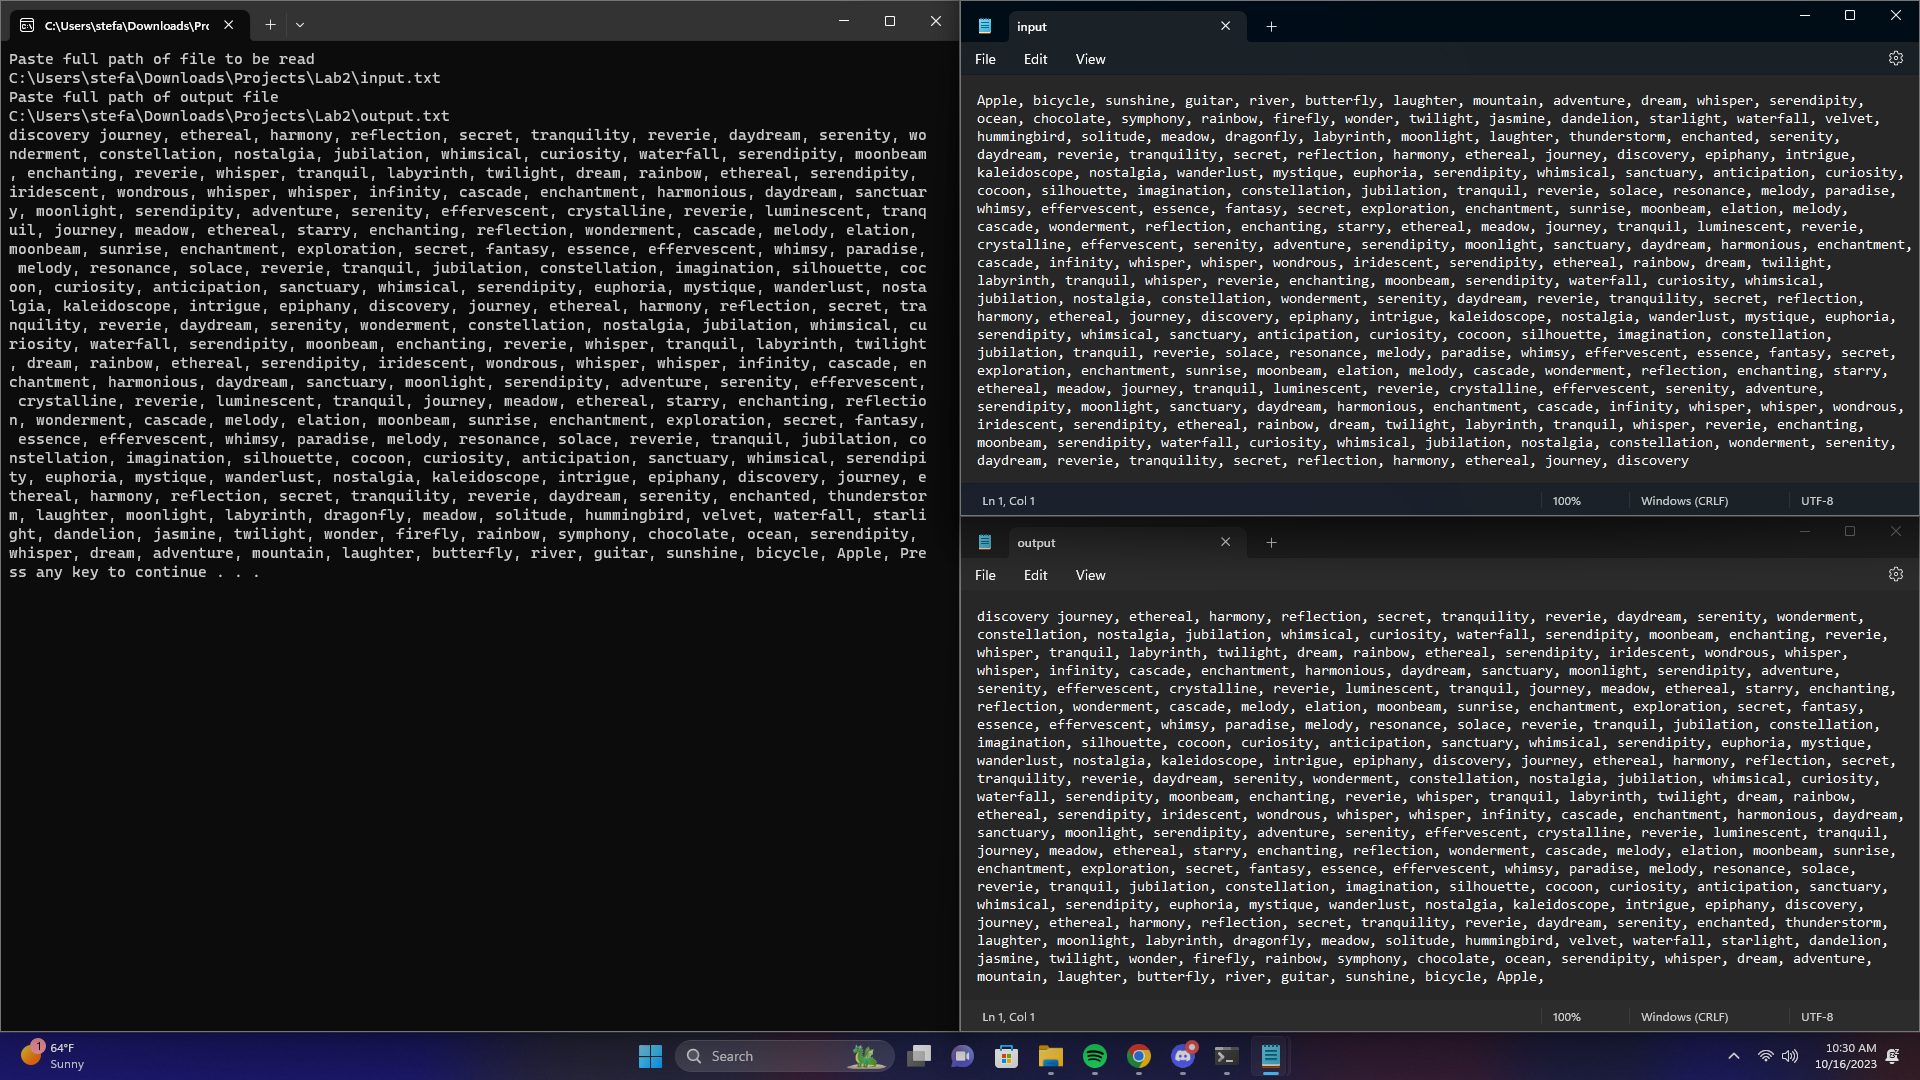 C:\Users\stefa\Downloads\Prc
Paste full path of file to be read
C:\Users\stefa\Downloads\Projects\Lab2\input.txt
Paste full path of output file
C:\Users\stefa\Downloads\Projects\Lab2\output.txt
discovery journey, ethereal, harmony, reflection, secret, tranquility, reverie, daydream, serenity, wo
nderment, constellation, nostalgia, jubilation, whimsical, curiosity, waterfall, serendipity, moonbeam
, enchanting, reverie, whisper, tranquil, labyrinth, twilight, dream, rainbow, ethereal, serendipity,
iridescent, wondrous, whisper, whisper, infinity, cascade, enchantment, harmonious, daydream, sanctuar
y, moonlight, serendipity, adventure, serenity, effervescent, crystalline, reverie, luminescent, tranq
uil, journey, meadow, ethereal, starry, enchanting, reflection, wonderment, cascade, melody, elation,
moonbeam, sunrise, enchantment, exploration, secret, fantasy, essence, effervescent, whimsy, paradise,
melody, resonance, solace, reverie, tranquil, jubilation, constellation, imagination, silhouette, coc
oon, curiosity, anticipation, sanctuary, whimsical, serendipity, euphoria, mystique, wanderlust, nosta
lgia, kaleidoscope, intrigue, epiphany, discovery, journey, ethereal, harmony, reflection, secret, tra
nquility, reverie, daydream, serenity, wonderment, constellation, nostalgia, jubilation, whimsical, cu
riosity, waterfall, serendipity, moonbeam, enchanting, reverie, whisper, tranquil, labyrinth, twilight
, dream, rainbow, ethereal, serendipity, iridescent, wondrous, whisper, whisper, infinity, cascade, en
chantment, harmonious, daydream, sanctuary, moonlight, serendipity, adventure, serenity, effervescent,
crystalline, reverie, luminescent, tranquil, journey, meadow, ethereal, starry, enchanting, reflectio
n, wonderment, cascade, melody, elation, moonbeam, sunrise, enchantment, exploration, secret, fantasy,
essence, effervescent, whimsy, paradise, melody, resonance, solace, reverie, tranquil, jubilation, co
nstellation, imagination, silhouette, cocoon, curiosity, anticipation, sanctuary, whimsical, serendipi
ty, euphoria, mystique, wanderlust, nostalgia, kaleidoscope, intrigue, epiphany, discovery, journey, e
thereal, harmony, reflection, secret, tranquility, reverie, daydream, serenity, enchanted, thunderstor
m, laughter, moonlight, labyrinth, dragonfly, meadow, solitude, hummingbird, velvet, waterfall, starli
ght, dandelion, jasmine, twilight, wonder, firefly, rainbow, symphony, chocolate, ocean, serendipity,
whisper, dream, adventure, mountain, laughter, butterfly, river, guitar, sunshine, bicycle, Apple, Pre
ss any key to continue . . .
input
File Edit View
Apple, bicycle, sunshine, guitar, river, butterfly, laughter, mountain, adventure, dream, whisper, serendipity,
ocean, chocolate, symphony, rainbow, firefly, wonder, twilight, jasmine, dandelion, starlight, waterfall, velvet,
hummingbird, solitude, meadow, dragonfly, labyrinth, moonlight, laughter, thunderstorm, enchanted, serenity,
daydream, reverie, tranquility, secret, reflection, harmony, ethereal, journey, discovery, epiphany, intrigue,
kaleidoscope, nostalgia, wanderlust, mystique, euphoria, serendipity, whimsical, sanctuary, anticipation, curiosity,
cocoon, silhouette, imagination, constellation, jubilation, tranquil, reverie, solace, resonance, melody, paradise,
whimsy, effervescent, essence, fantasy, secret, exploration, enchantment, sunrise, moonbeam, elation, melody,
cascade, wonderment, reflection, enchanting, starry, ethereal, meadow, journey, tranquil, luminescent, reverie,
crystalline, effervescent, serenity, adventure, serendipity, moonlight, sanctuary, daydream, harmonious, enchantment,
cascade, infinity, whisper, whisper, wondrous, iridescent, serendipity, ethereal, rainbow, dream, twilight,
labyrinth, tranquil, whisper, reverie, enchanting, moonbeam, serendipity, waterfall, curiosity, whimsical,
jubilation, nostalgia, constellation, wonderment, serenity, daydream, reverie, tranquility, secret, reflection,
harmony, ethereal, journey, discovery, epiphany, intrigue, kaleidoscope, nostalgia, wanderlust, mystique, euphoria,
serendipity, whimsical, sanctuary, anticipation, curiosity, cocoon, silhouette, imagination, constellation,
jubilation, tranquil, reverie, solace, resonance, melody, paradise, whimsy, effervescent, essence, fantasy, secret,
exploration, enchantment, sunrise, moonbeam, elation, melody, cascade, wonderment, reflection, enchanting, starry,
ethereal, meadow, journey, tranquil, luminescent, reverie, crystalline, effervescent, serenity, adventure,
serendipity, moonlight, sanctuary, daydream, harmonious, enchantment, cascade, infinity, whisper, whisper, wondrous,
iridescent, serendipity, ethereal, rainbow, dream, twilight, labyrinth, tranquil, whisper, reverie, enchanting,
moonbeam, serendipity, waterfall, curiosity, whimsical, jubilation, nostalgia, constellation, wonderment, serenity,
daydream, reverie, tranquility, secret, reflection, harmony, ethereal, journey, discovery
Ln 1, Col 1 100% Windows (CRLF) UTF-8
output
File Edit View
discovery journey, ethereal, harmony, reflection, secret, tranquility, reverie, daydream, serenity, wonderment,
constellation, nostalgia, jubilation, whimsical, curiosity, waterfall, serendipity, moonbeam, enchanting, reverie,
whisper, tranquil, labyrinth, twilight, dream, rainbow, ethereal, serendipity, iridescent, wondrous, whisper,
whisper, infinity, cascade, enchantment, harmonious, daydream, sanctuary, moonlight, serendipity, adventure,
serenity, effervescent, crystalline, reverie, luminescent, tranquil, journey, meadow, ethereal, starry, enchanting,
reflection, wonderment, cascade, melody, elation, moonbeam, sunrise, enchantment, exploration, secret, fantasy,
essence, effervescent, whimsy, paradise, melody, resonance, solace, reverie, tranquil, jubilation, constellation,
imagination, silhouette, cocoon, curiosity, anticipation, sanctuary, whimsical, serendipity, euphoria, mystique,
wanderlust, nostalgia, kaleidoscope, intrigue, epiphany, discovery, journey, ethereal, harmony, reflection, secret,
tranquility, reverie, daydream, serenity, wonderment, constellation, nostalgia, jubilation, whimsical, curiosity,
waterfall, serendipity, moonbeam, enchanting, reverie, whisper, tranquil, labyrinth, twilight, dream, rainbow,
ethereal, serendipity, iridescent, wondrous, whisper, whisper, infinity, cascade, enchantment, harmonious, daydream,
sanctuary, moonlight, serendipity, adventure, serenity, effervescent, crystalline, reverie, luminescent, tranquil,
journey, meadow, ethereal, starry, enchanting, reflection, wonderment, cascade, melody, elation, moonbeam, sunrise,
enchantment, exploration, secret, fantasy, essence, effervescent, whimsy, paradise, melody, resonance, solace,
reverie, tranquil, jubilation, constellation, imagination, silhouette, cocoon, curiosity, anticipation, sanctuary,
whimsical, serendipity, euphoria, mystique, wanderlust, nostalgia, kaleidoscope, intrigue, epiphany, discovery,
journey, ethereal, harmony, reflection, secret, tranquility, reverie, daydream, serenity, enchanted, thunderstorm,
laughter, moonlight, labyrinth, dragonfly, meadow, solitude, hummingbird, velvet, waterfall, starlight, dandelion,
jasmine, twilight, wonder, firefly, rainbow, symphony, chocolate, ocean, serendipity, whisper, dream, adventure,
mountain, laughter, butterfly, river, guitar, sunshine, bicycle, Apple,
Ln 1, Col 1 100% Windows (CRLF) UTF-8
1
64°F
Sunny
Search
10:30 AM
10/16/2023